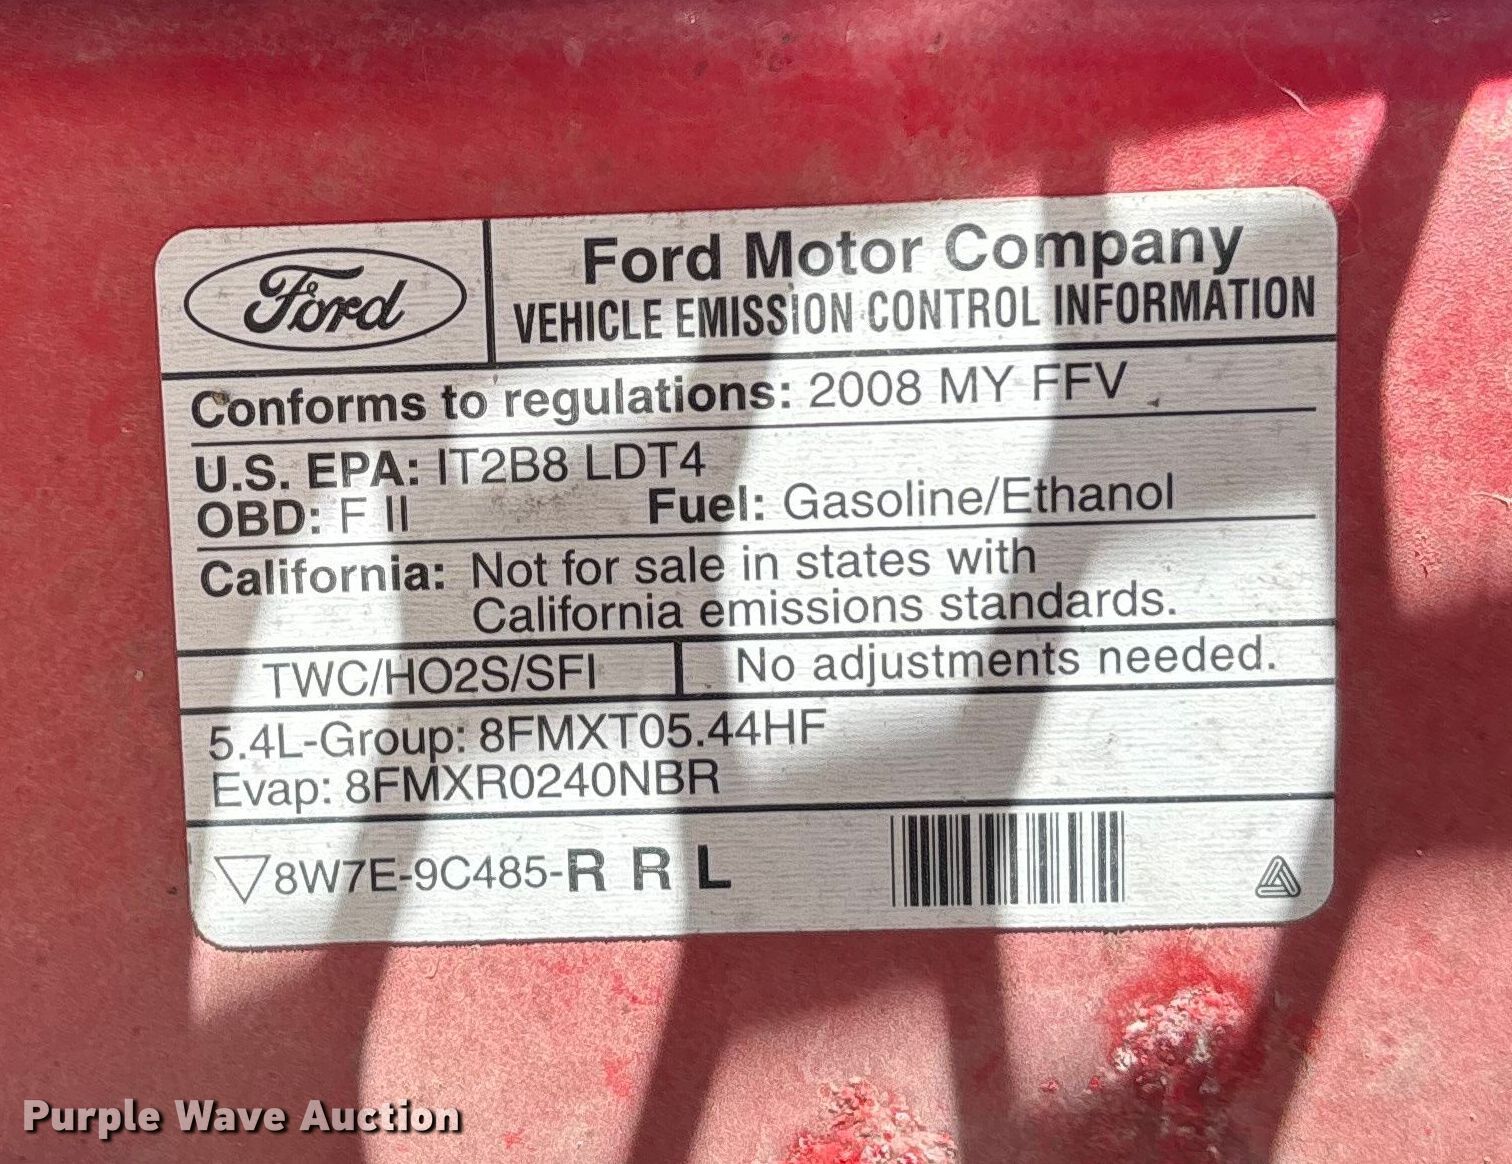 Ford
Ford Motor Company
VEHICLE EMISSION CONTROL INFORMATION
Conforms to regulations: 2008 MY FFV
U.S. EPA: IT2B8 LDT4
OBD: F II Fuel: Gasoline/Ethanol
California: Not for sale in states with
California emissions standards.
TWC/HO2S/SFI No adjustments needed.
5.4L-Group: 8FMXT05.44HF
Evap: 8FMXR0240NBR
8W7E-9C485-R R L
Purple Wave Auction